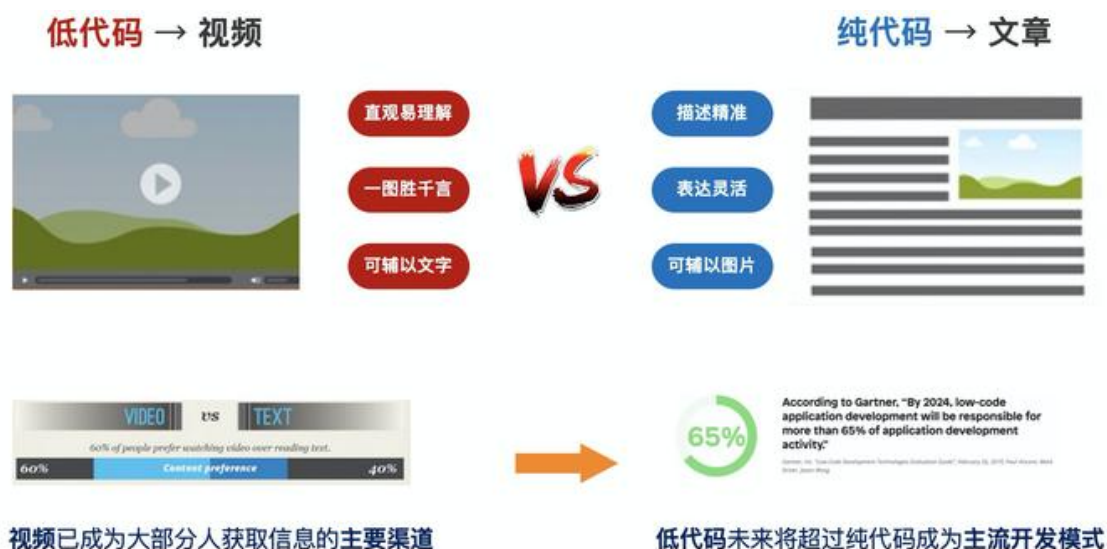 低代码 → 视频
纯代码 → 文章
直观易理解
一图胜千言
可辅以文字
VS
描述精准
表达灵活
可辅以图片
VIDEO vs TEXT
60% of people prefer watching video over reading text.
60% Content preference 40%
65%
According to Gartner, "By 2024, low-code
application development will be responsible for
more than 65% of application development
activity."
视频已成为大部分人获取信息的主要渠道
低代码未来将超过纯代码成为主流开发模式